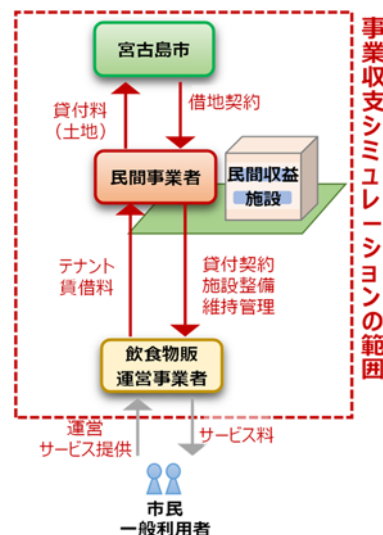 宮古島市
貸付料
（土地）
借地契約
民間事業者
民間収益
施設
テナント
賃借料
貸付契約
施設整備
維持管理
飲食物販
運営事業者
運営
サービス提供
サービス料
市民
一般利用者
事業収支シミュレーションの範囲